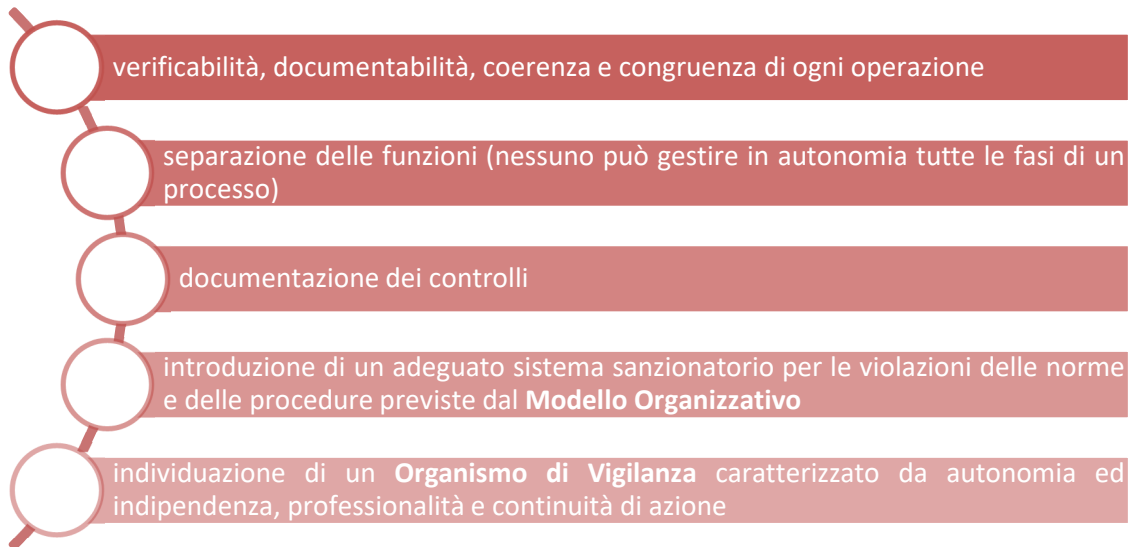 verificabilità, documentabilità, coerenza e congruenza di ogni operazione
separazione delle funzioni (nessuno può gestire in autonomia tutte le fasi di un
processo)
documentazione dei controlli
introduzione di un adeguato sistema sanzionatorio per le violazioni delle norme
e delle procedure previste dal Modello Organizzativo
individuazione di un Organismo di Vigilanza caratterizzato da autonomia ed
indipendenza, professionalità e continuità di azione